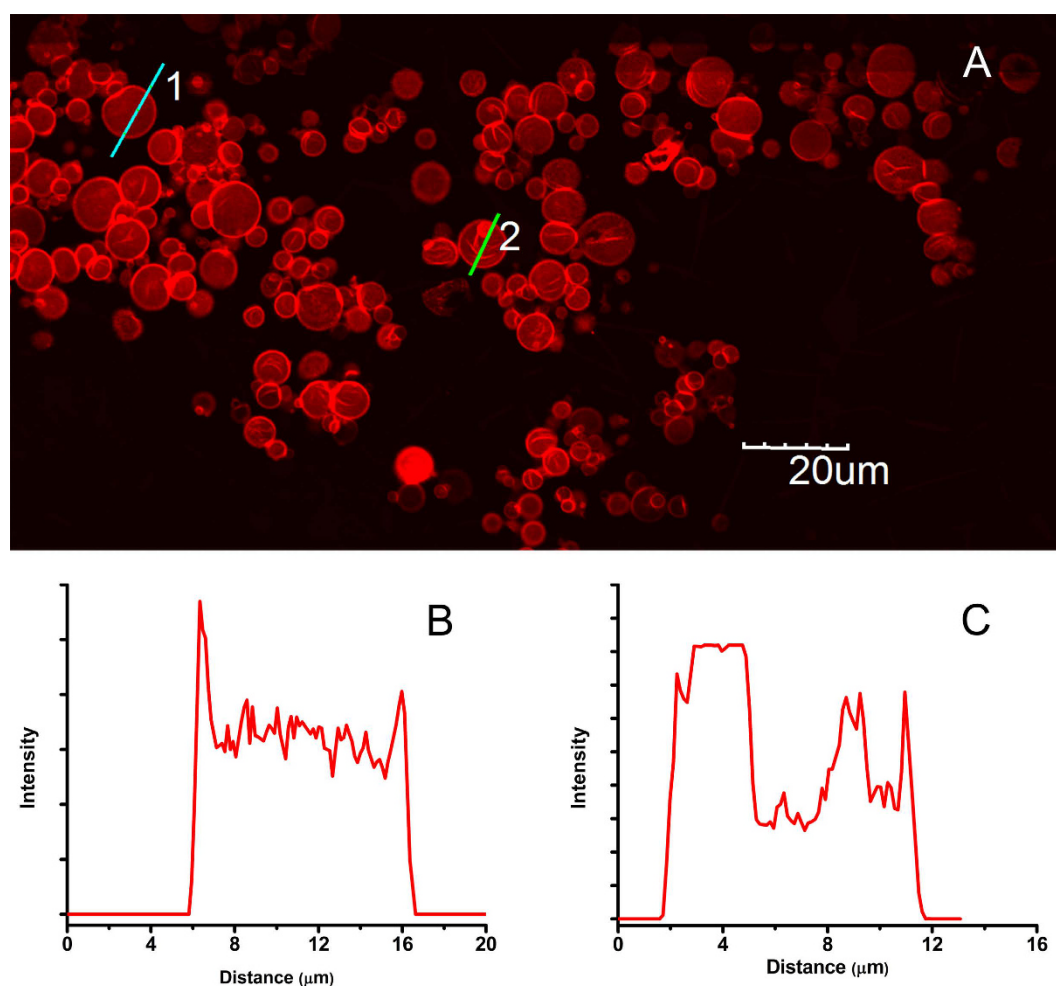 A
1
2
20um
B
Intensity
0 4 8 12 16 20
Distance (μm)
C
Intensity
0 4 8 12 16
Distance (μm)